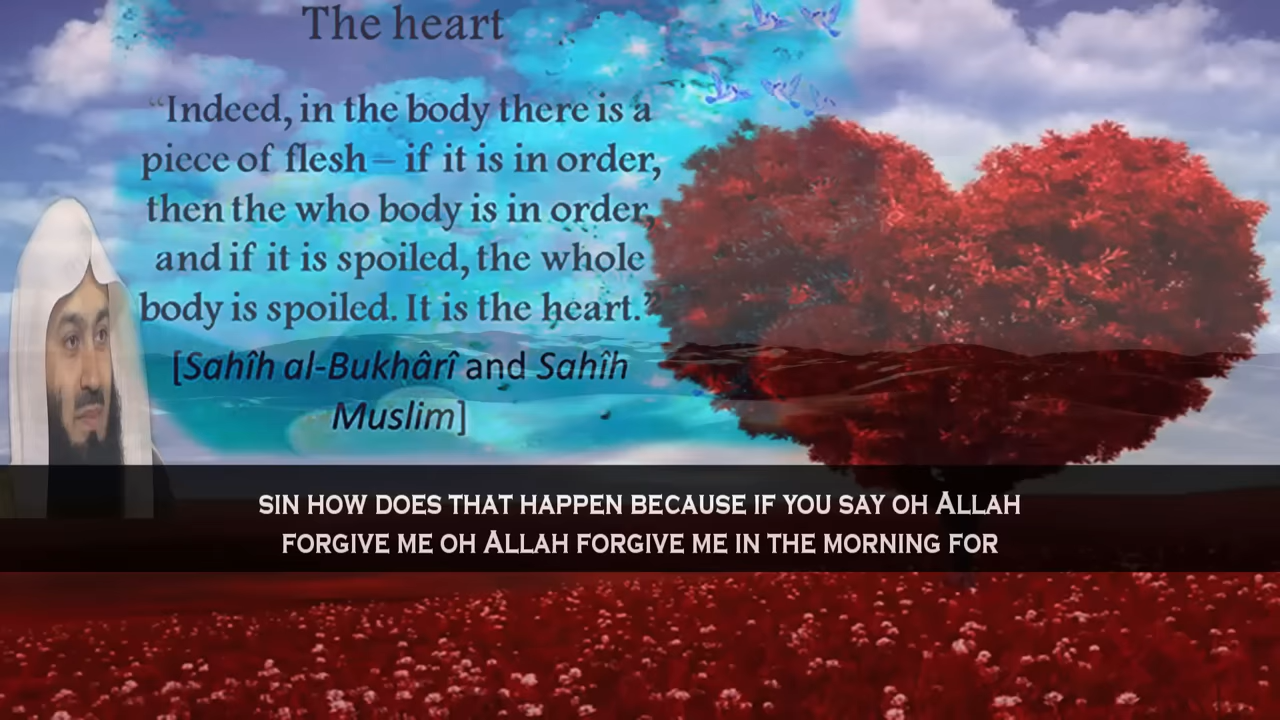 The heart
“Indeed, in the body there is a
piece of flesh – if it is in order,
then the who body is in order,
and if it is spoiled, the whole
body is spoiled. It is the heart.”
[Sahîh al-Bukhârî and Sahîh
Muslim]
SIN HOW DOES THAT HAPPEN BECAUSE IF YOU SAY OH ALLAH
FORGIVE ME OH ALLAH FORGIVE ME IN THE MORNING FOR